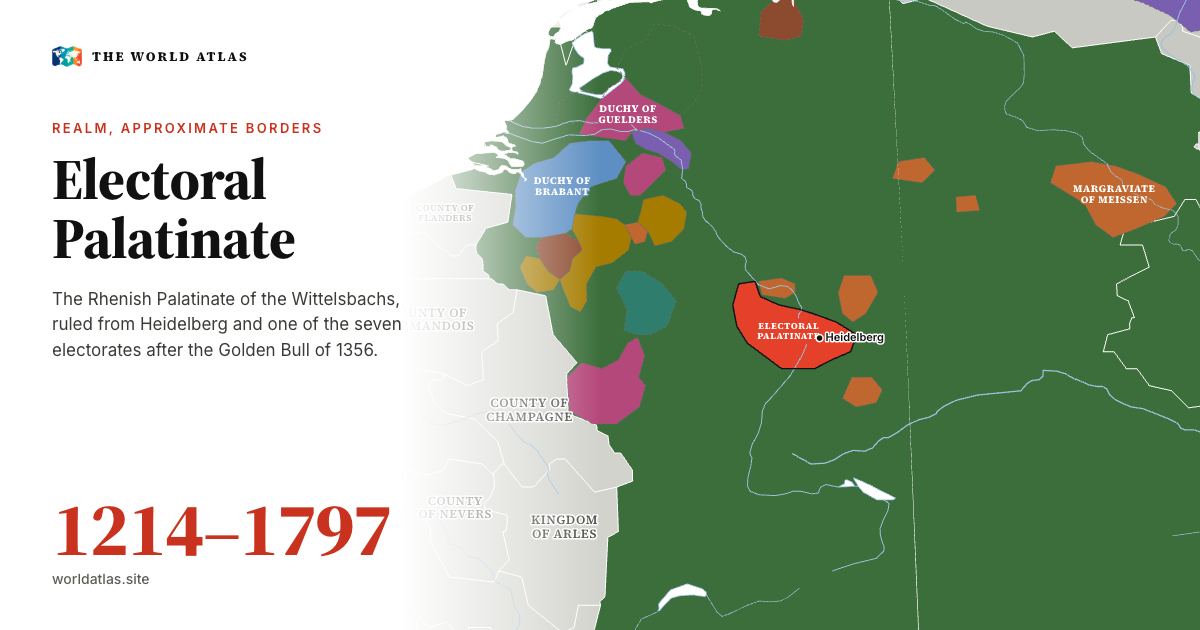 THE WORLD ATLAS
REALM, APPROXIMATE BORDERS
Electoral
Palatinate
The Rhenish Palatinate of the Wittelsbachs,
ruled from Heidelberg and one of the seven
electorates after the Golden Bull of 1356.
1214–1797
worldatlas.site
DUCHY OF
GUELDERS
DUCHY OF
BRABANT
COUNTY OF
FLANDERS
MARGRAVIATE
OF MEISSEN
UNTY OF
MANDOIS
ELECTORAL
PALATINATE
Heidelberg
COUNTY OF
CHAMPAGNE
COUNTY
OF NEVERS
KINGDOM
OF ARLES